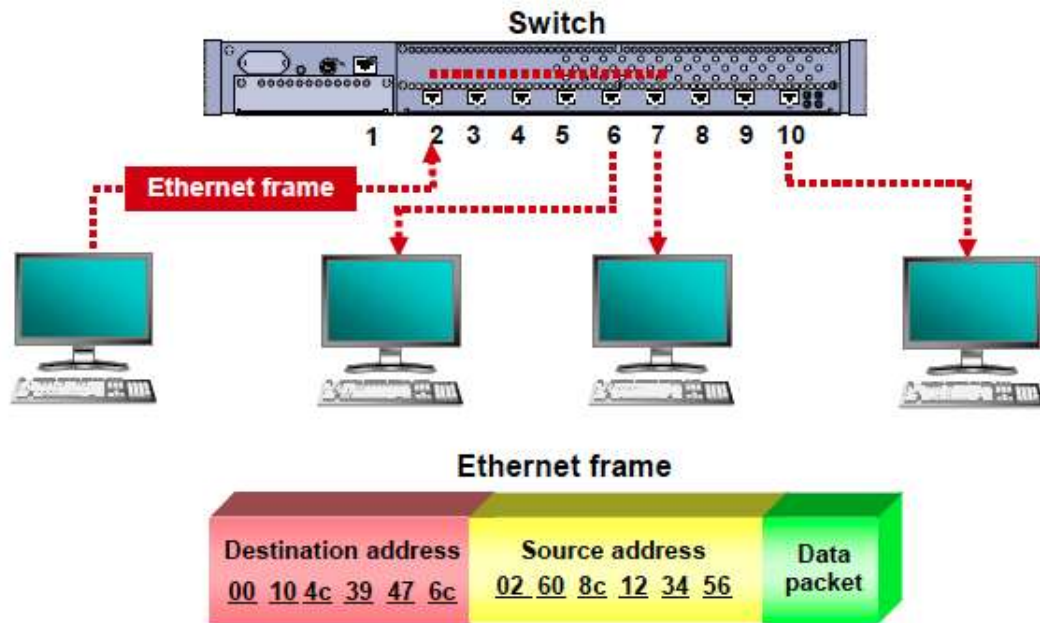 Switch
1 2 3 4 5 6 7 8 9 10
Ethernet frame
Ethernet frame
Destination address
00 10 4c 39 47 6c
Source address
02 60 8c 12 34 56
Data
packet